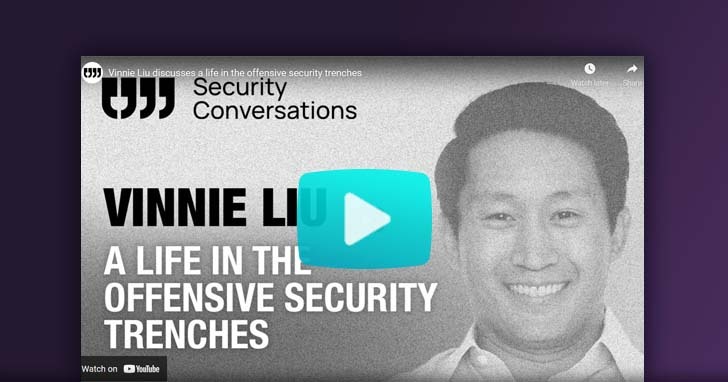 Vinnie Liu discusses a life in the offensive security trenches
Watch later
Share
Security
Conversations
VINNIE LIU
A LIFE IN THE
OFFENSIVE SECURITY
TRENCHES
Watch on YouTube